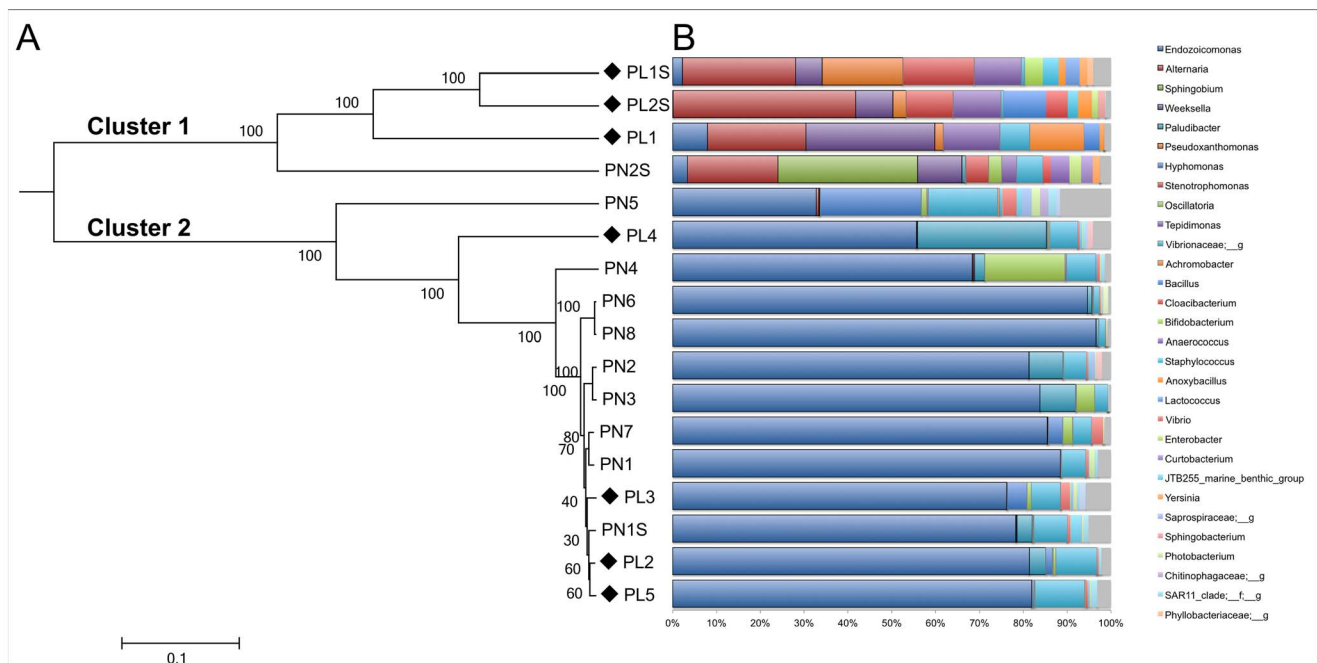 A
B
Cluster 1
Cluster 2
100
100
100
100
100
100
100
100
100
80
70
40
30
60
60
PL1S
PL2S
PL1
PN2S
PN5
PL4
PN4
PN6
PN8
PN2
PN3
PN7
PN1
PL3
PN1S
PL2
PL5
0.1
0% 10% 20% 30% 40% 50% 60% 70% 80% 90% 100%
Endozoicomonas
Alternaria
Sphingobium
Weeksella
Paludibacter
Pseudoxanthomonas
Hyphomonas
Stenotrophomonas
Oscillatoria
Tepidimonas
Vibrionaceae;__g
Achromobacter
Bacillus
Cloacibacterium
Bifidobacterium
Anaerococcus
Staphylococcus
Anoxybacillus
Lactococcus
Vibrio
Enterobacter
Curtobacterium
JTB255_marine_benthic_group
Yersinia
Saprospiraceae;__g
Sphingobacterium
Photobacterium
Chitinophagaceae;__g
SAR11_clade;__f;__g
Phyllobacteriaceae;__g